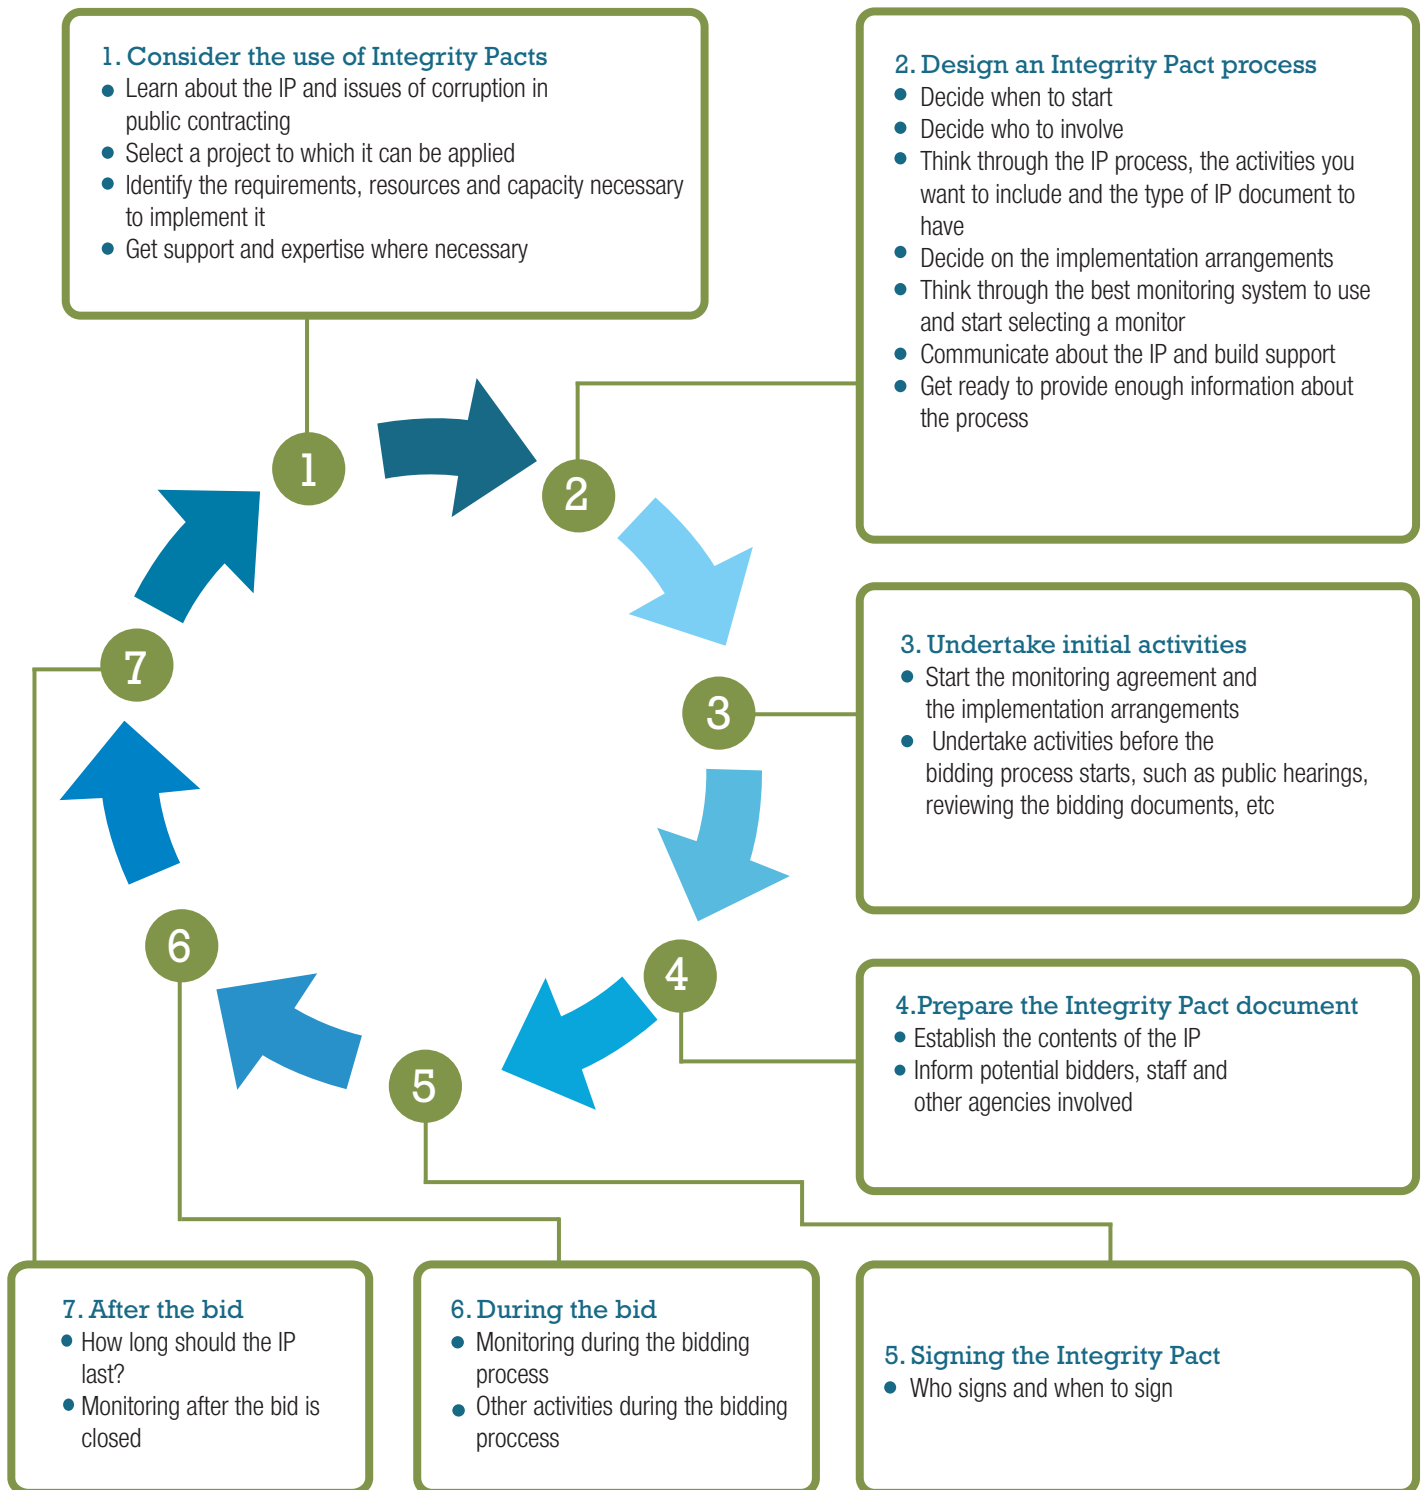 1. Consider the use of Integrity Pacts
● Learn about the IP and issues of corruption in
public contracting
● Select a project to which it can be applied
● Identify the requirements, resources and capacity necessary
to implement it
● Get support and expertise where necessary
2. Design an Integrity Pact process
● Decide when to start
● Decide who to involve
● Think through the IP process, the activities you
want to include and the type of IP document to
have
● Decide on the implementation arrangements
● Think through the best monitoring system to use
and start selecting a monitor
● Communicate about the IP and build support
● Get ready to provide enough information about
the process
1
2
3
4
5
6
7
3. Undertake initial activities
● Start the monitoring agreement and
the implementation arrangements
● Undertake activities before the
bidding process starts, such as public hearings,
reviewing the bidding documents, etc
4.Prepare the Integrity Pact document
● Establish the contents of the IP
● Inform potential bidders, staff and
other agencies involved
7. After the bid
● How long should the IP
last?
● Monitoring after the bid is
closed
6. During the bid
● Monitoring during the bidding
process
● Other activities during the bidding
proccess
5. Signing the Integrity Pact
● Who signs and when to sign